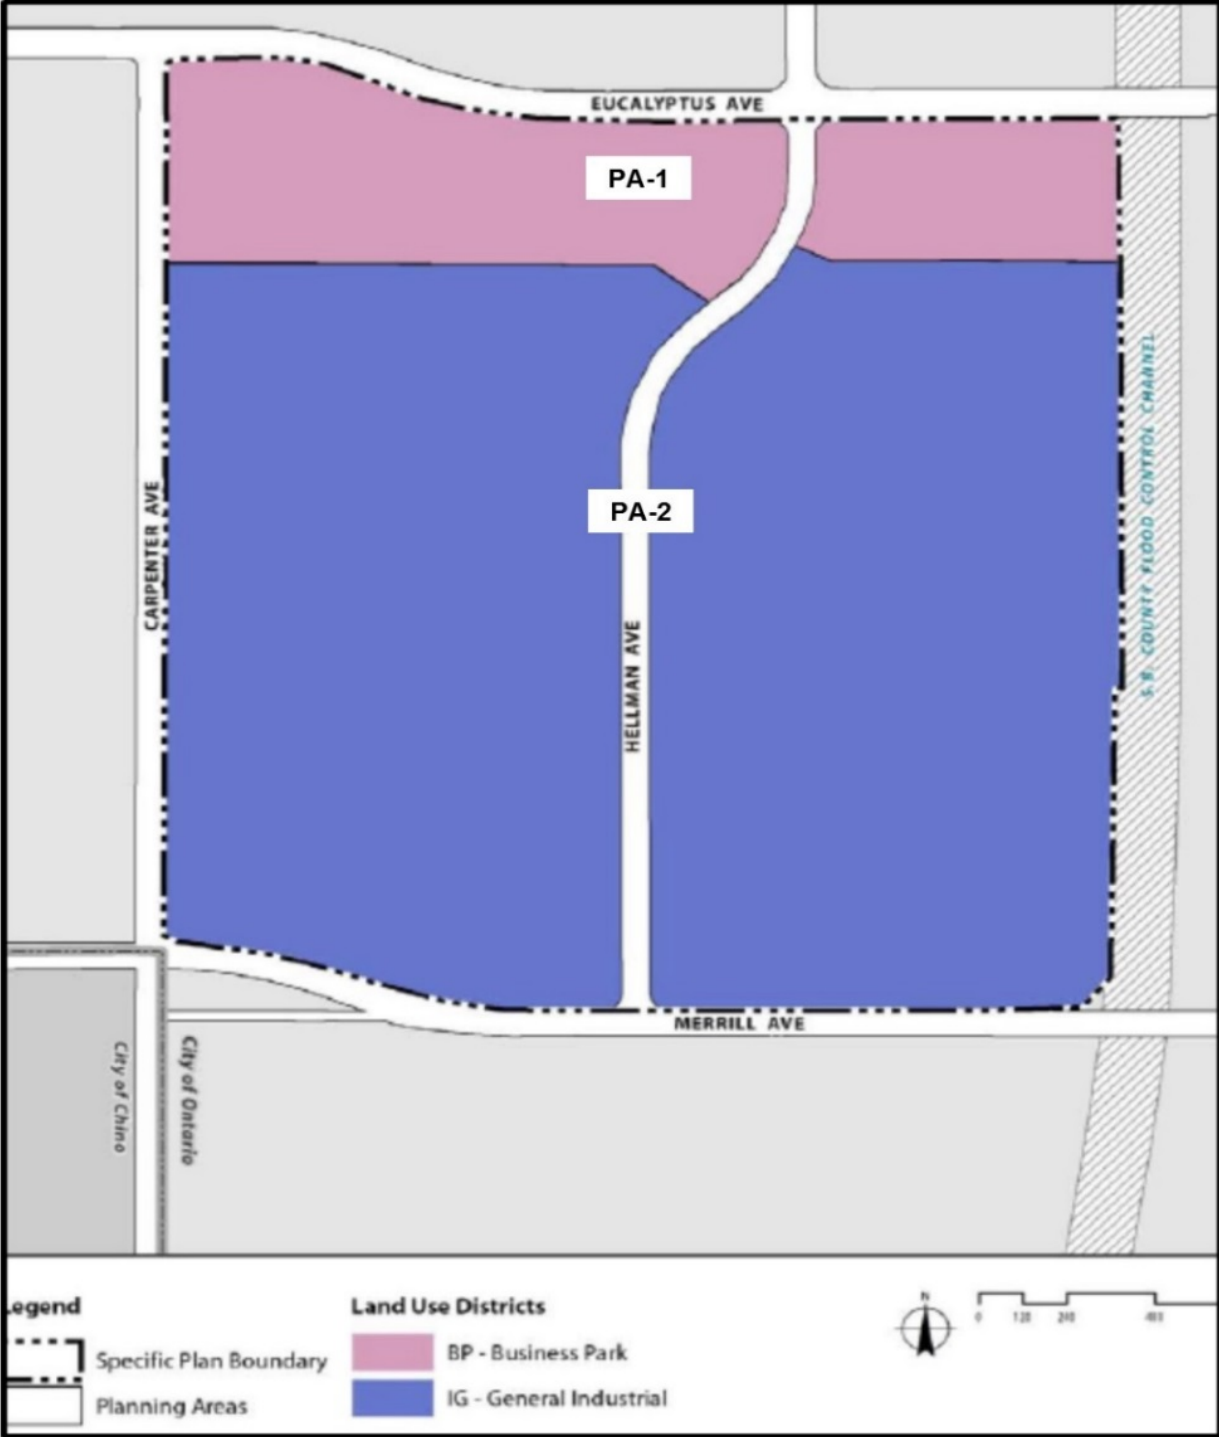 EUCALYPTUS AVE
PA-1
S.B. COUNTY FLOOD CONTROL CHANNEL
CARPENTER AVE
PA-2
HELLMAN AVE
MERRILL AVE
City of Chino
City of Ontario
Legend
Specific Plan Boundary
Planning Areas
Land Use Districts
BP - Business Park
IG - General Industrial
N
0 120 240 480